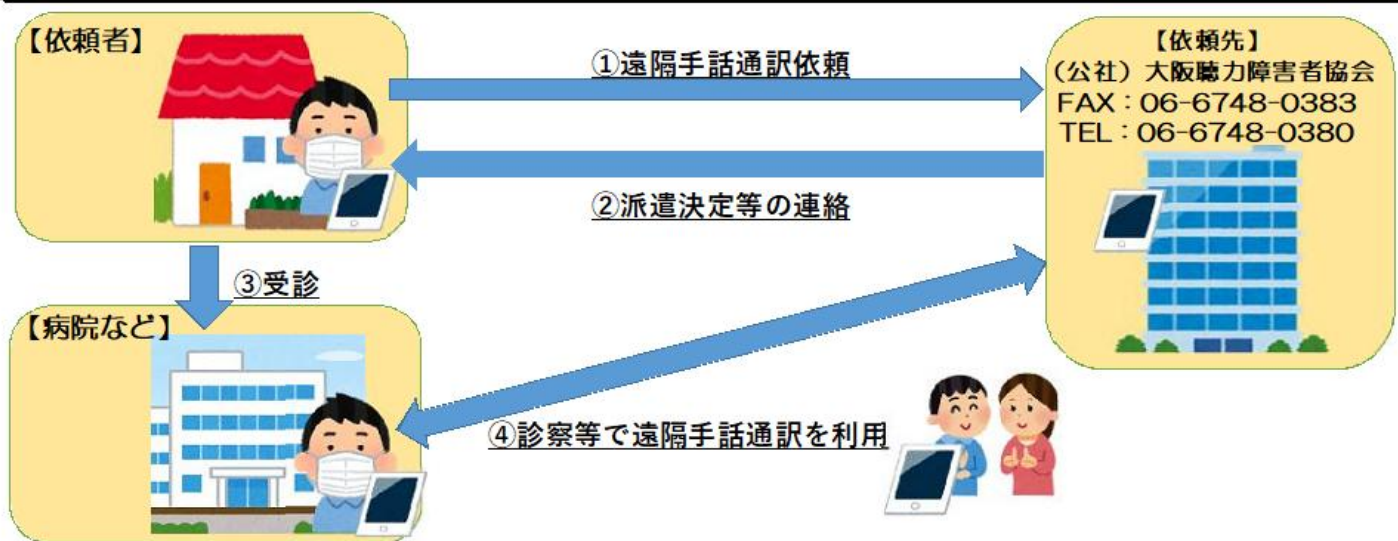 【依頼者】
①遠隔手話通訳依頼
【依頼先】
(公社)大阪聴力障害者協会
FAX:06-6748-0383
TEL:06-6748-0380
②派遣決定等の連絡
③受診
【病院など】
④診察等で遠隔手話通訳を利用